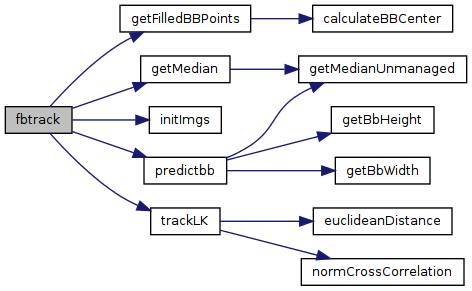 fbtrack
getFilledBBPoints
calculateBBCenter
getMedian
getMedianUnmanaged
initImgs
getBbHeight
predictbb
getBbWidth
trackLK
euclideanDistance
normCrossCorrelation